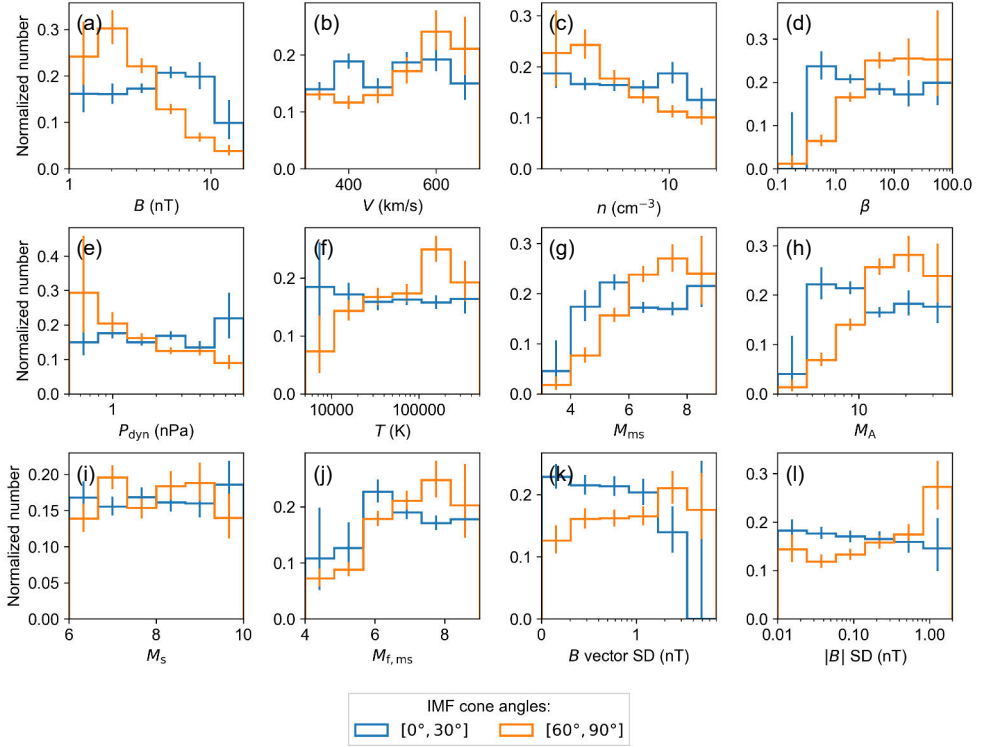 (a) (b) (c) (d)
Normalized number
0.3 0.2 0.1 0.0
0.2 0.1 0.0
0.3 0.2 0.1 0.0
0.3 0.2 0.1 0.0
1 10
400 600
10
0.1 1.0 10.0 100.0
B (nT) V (km/s) n (cm⁻³) β
(e) (f) (g) (h)
Normalized number
0.4 0.3 0.2 0.1 0.0
0.2 0.1 0.0
0.3 0.2 0.1 0.0
0.3 0.2 0.1 0.0
1
10000 100000
4 6 8
10
P_dyn (nPa) T (K) M_ms M_A
(i) (j) (k) (l)
Normalized number
0.20 0.15 0.10 0.05 0.00
0.2 0.1 0.0
0.2 0.1 0.0
0.3 0.2 0.1 0.0
6 8 10
4 6 8
0 1
0.01 0.10 1.00
M_s M_f, ms B vector SD (nT) |B| SD (nT)
IMF cone angles:
[0°, 30°] [60°, 90°]